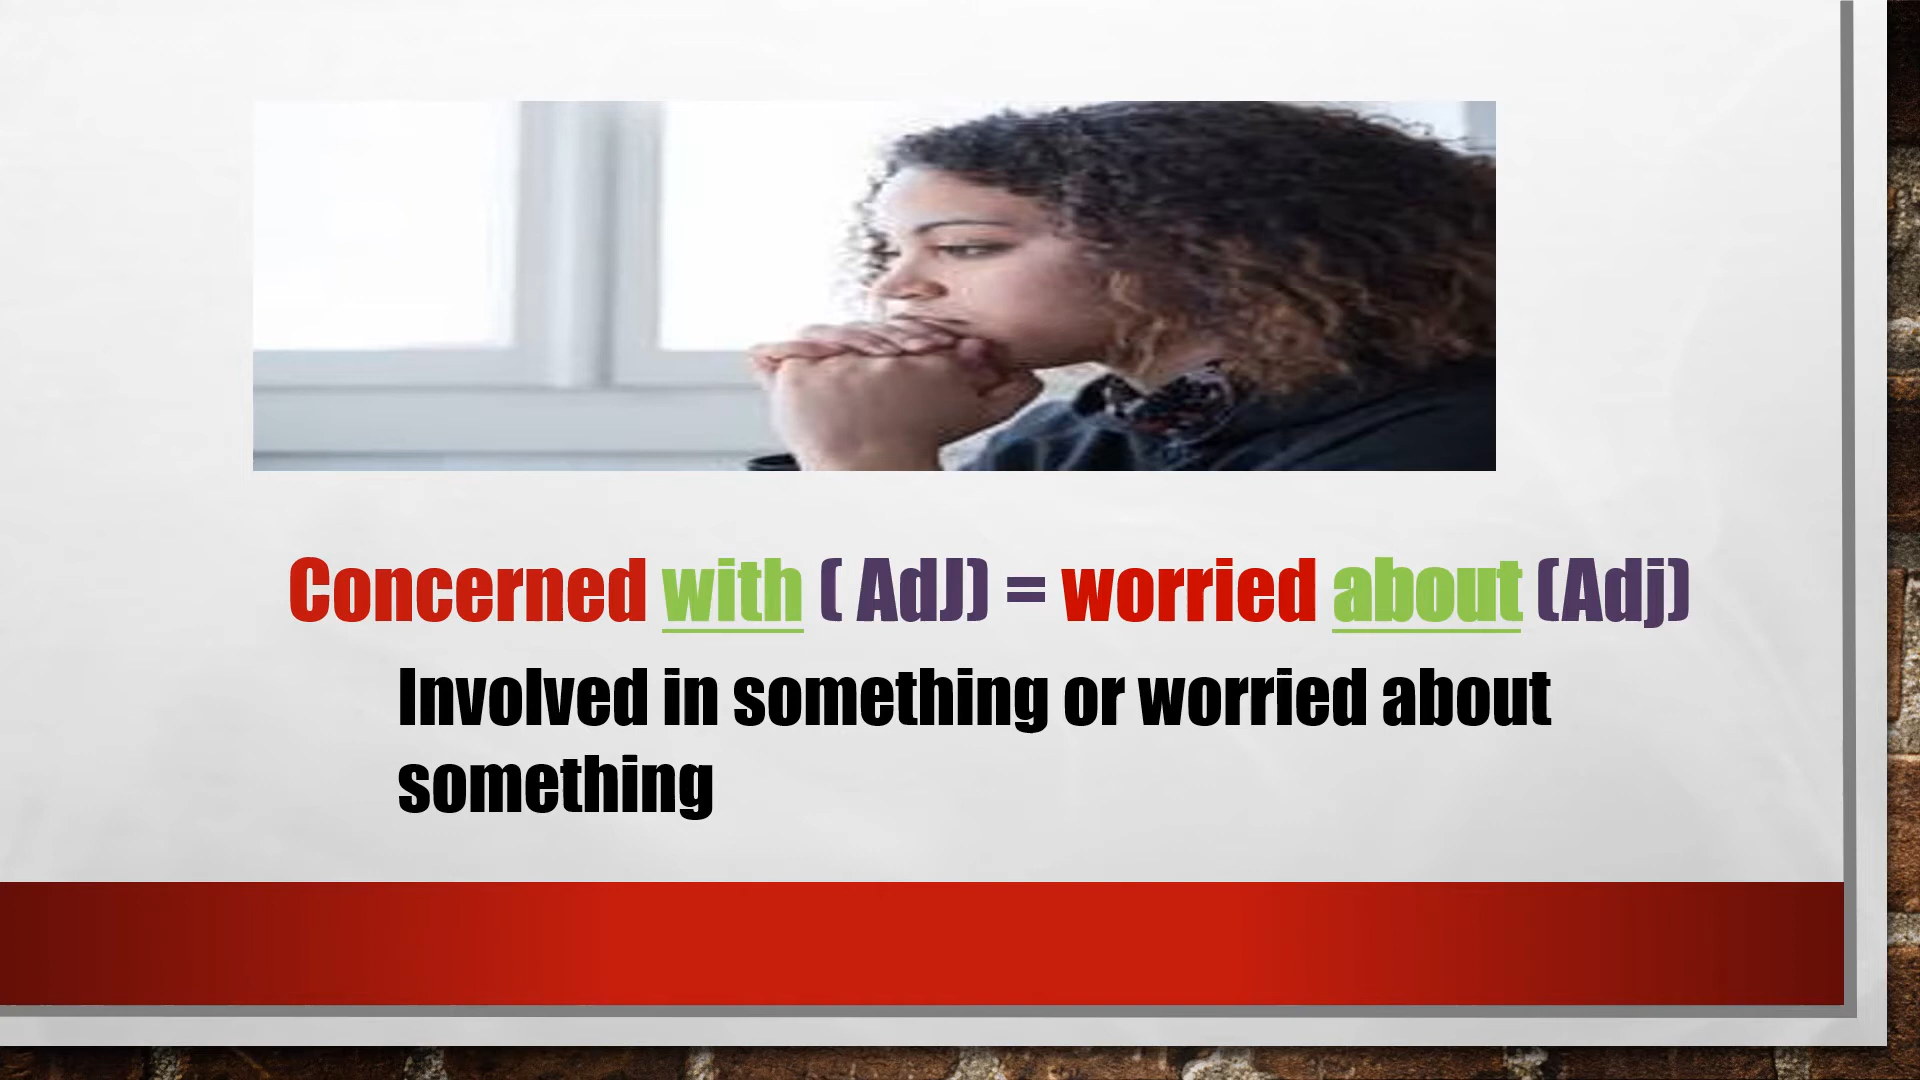 Concerned with ( AdJ) = worried about (Adj)
Involved in something or worried about
something